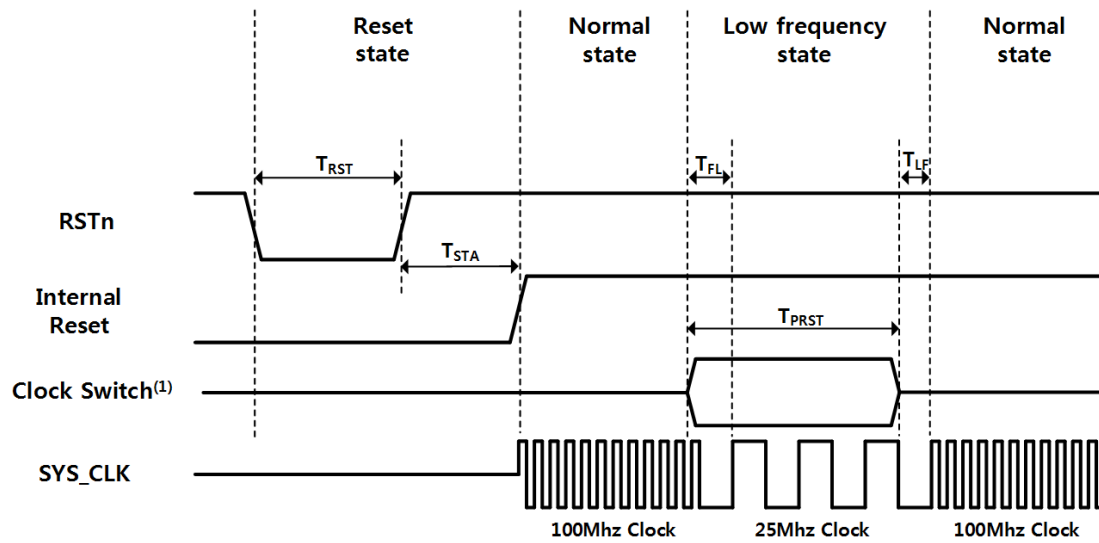 Reset
state
Normal
state
Low frequency
state
Normal
state
TRST
TFL
TLF
RSTn
TSTA
Internal
Reset
TPRST
Clock Switch(1)
SYS_CLK
100Mhz Clock
25Mhz Clock
100Mhz Clock